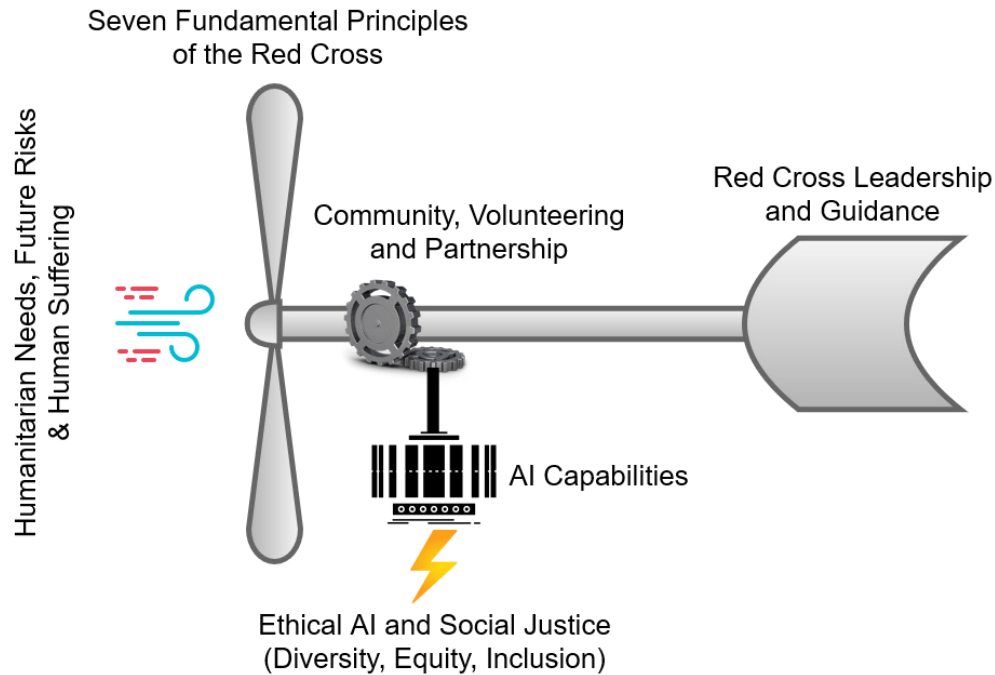 Seven Fundamental Principles
of the Red Cross
Humanitarian Needs, Future Risks
& Human Suffering
Community, Volunteering
and Partnership
Red Cross Leadership
and Guidance
AI Capabilities
Ethical AI and Social Justice
(Diversity, Equity, Inclusion)